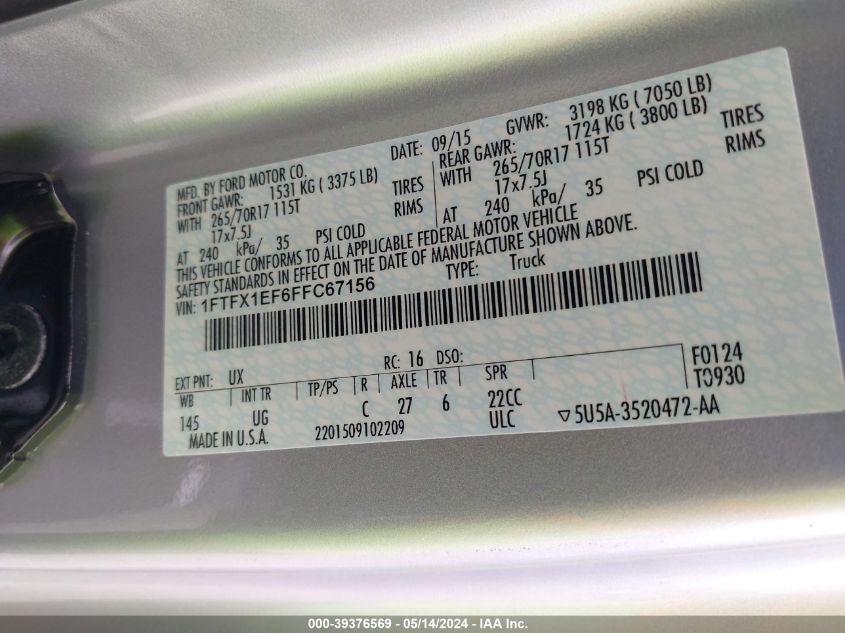 MFD. BY FORD MOTOR CO.
DATE: 09/15 GVWR: 3198 KG ( 7050 LB)
FRONT GAWR: 1531 KG ( 3375 LB)
REAR GAWR: 1724 KG ( 3800 LB)
WITH 265/70R17 115T TIRES
WITH 265/70R17 115T TIRES
17x7.5J RIMS
17x7.5J RIMS
AT 240 kPa/ 35 PSI COLD
AT 240 kPa/ 35 PSI COLD
THIS VEHICLE CONFORMS TO ALL APPLICABLE FEDERAL MOTOR VEHICLE
SAFETY STANDARDS IN EFFECT ON THE DATE OF MANUFACTURE SHOWN ABOVE.
VIN: 1FTFX1EF6FFC67156 TYPE: Truck
F0124
T0930
EXT PNT: UX RC: 16 DSO:
WB INT TR TP/PS R AXLE TR SPR
145 UG C 27 6 22CC
MADE IN U.S.A. 2201509102209 ULC ▽5U5A-3520472-AA
000-39376569 - 05/14/2024 - IAA Inc.